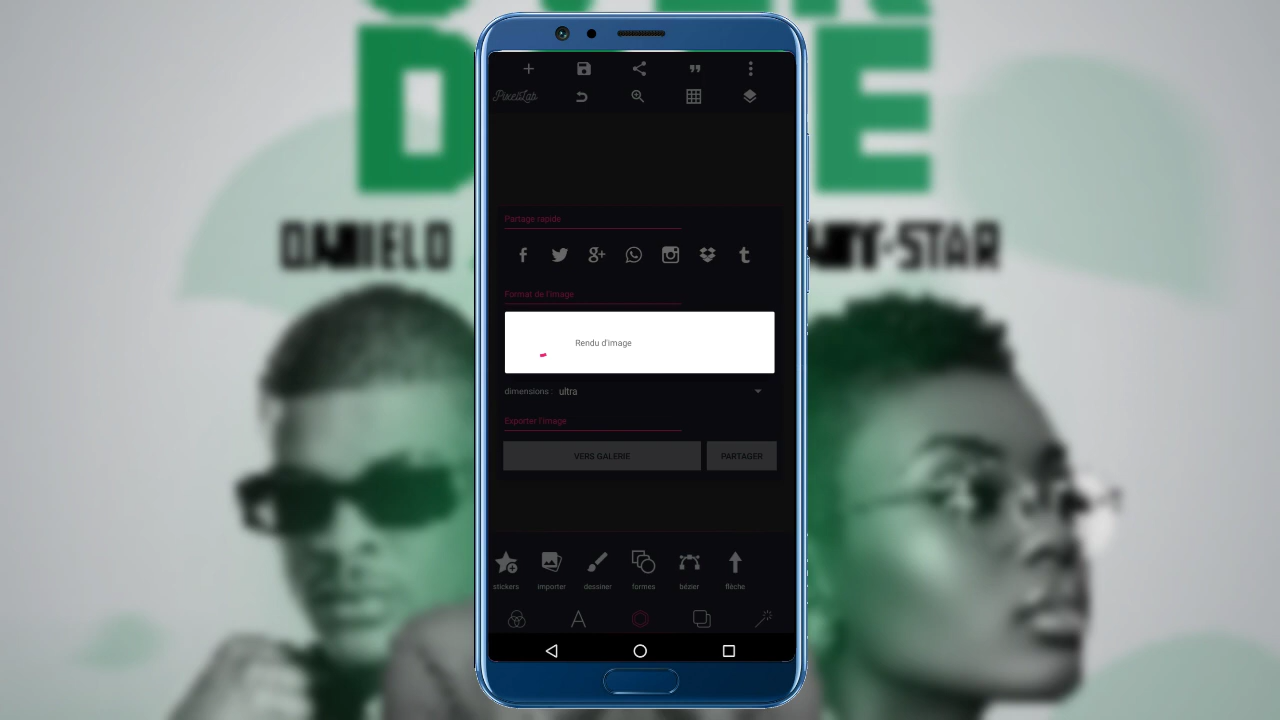 PixelLab
Partage rapide
Format de l'image
Rendu d'image
dimensions : ultra
Exporter l'image
VERS GALERIE
PARTAGER
stickers
importer
dessiner
formes
bézier
flèche
DANIELO
-STAR